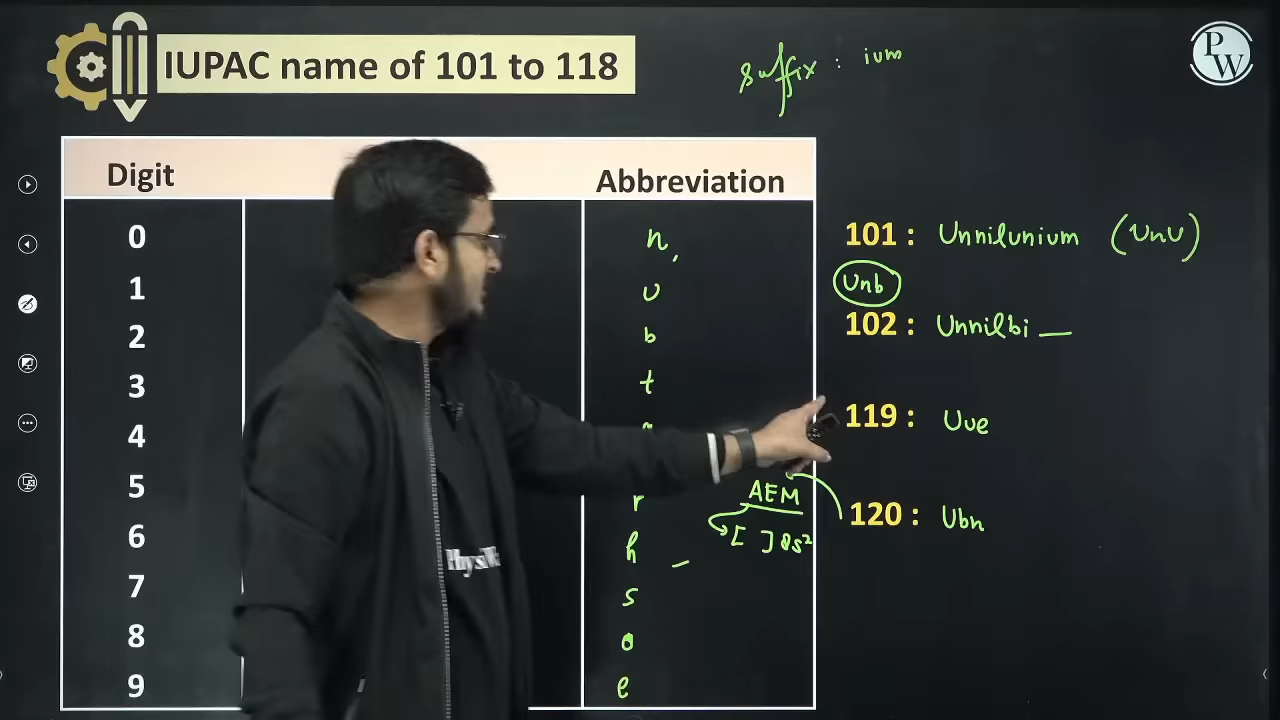 IUPAC name of 101 to 118
suffix : ium
PW
Digit
Abbreviation
0
n,
101 : Unnilunium (Unu)
1
u
Unb
2
b
102 : Unnilbi —
3
t
4
119 : Uue
5
r
AEM
6
h –
[ ] 8s²
120 : Ubn
PhysicsWa
7
s
8
o
9
e